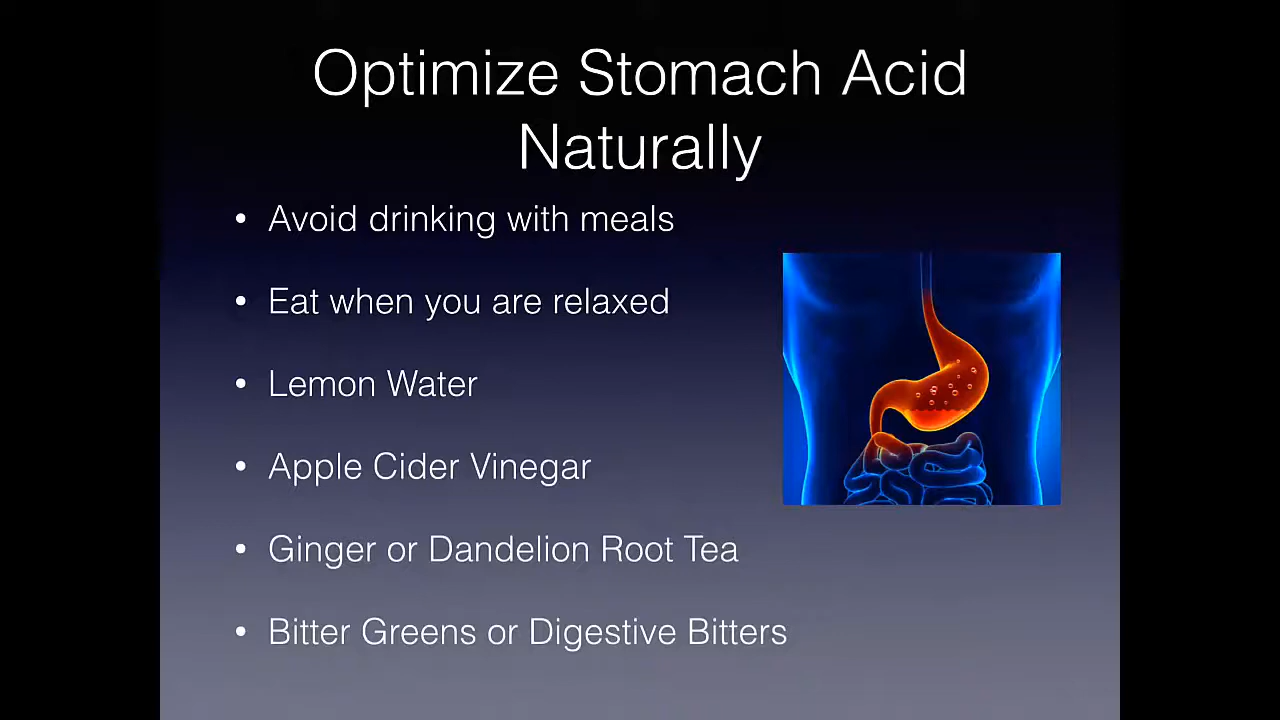 Optimize Stomach Acid
Naturally
• Avoid drinking with meals
• Eat when you are relaxed
• Lemon Water
• Apple Cider Vinegar
• Ginger or Dandelion Root Tea
• Bitter Greens or Digestive Bitters